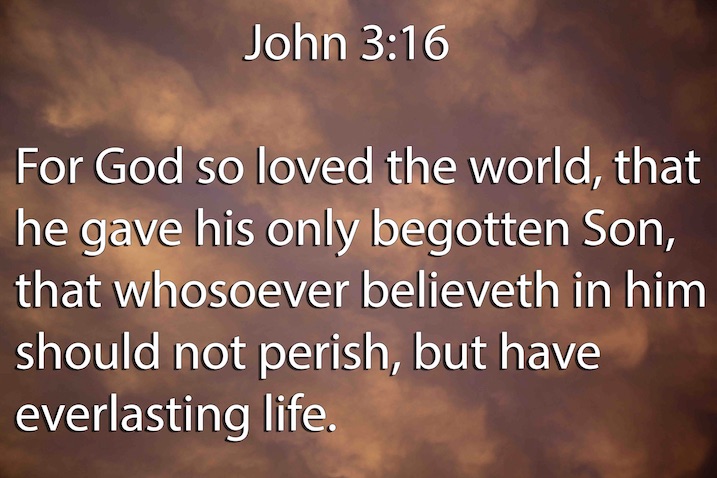 John 3:16
For God so loved the world, that
he gave his only begotten Son,
that whosoever believeth in him
should not perish, but have
everlasting life.